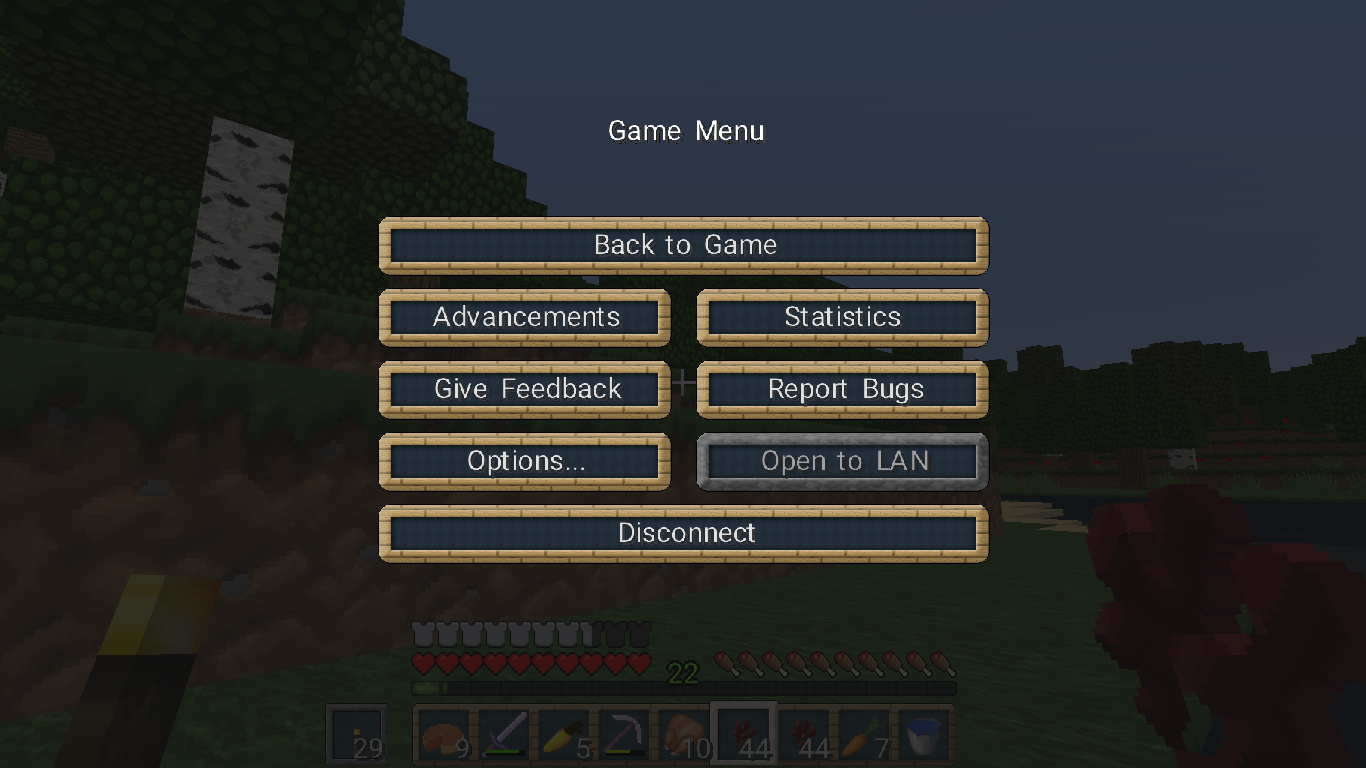 Game Menu
Back to Game
Advancements
Statistics
Give Feedback
Report Bugs
Options...
Open to LAN
Disconnect
22
29
9
5
10
44
44
7